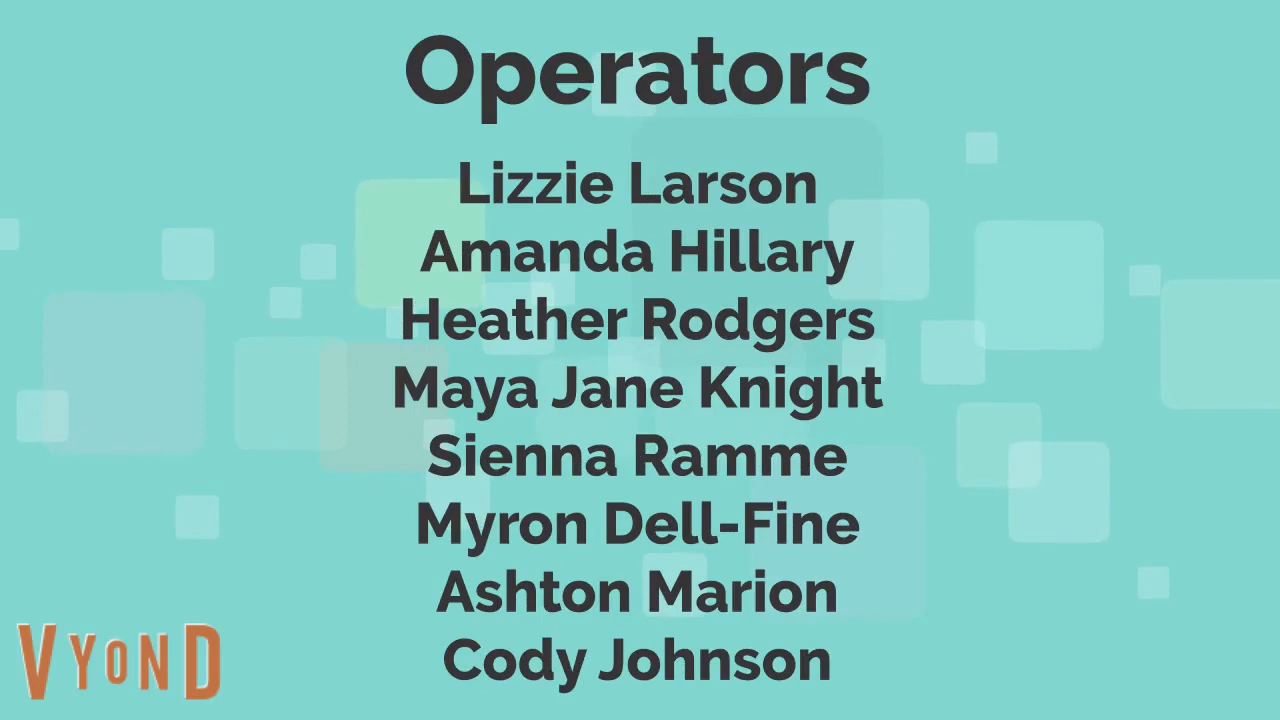 Operators
Lizzie Larson
Amanda Hillary
Heather Rodgers
Maya Jane Knight
Sienna Ramme
Myron Dell-Fine
Ashton Marion
Cody Johnson
VYOND